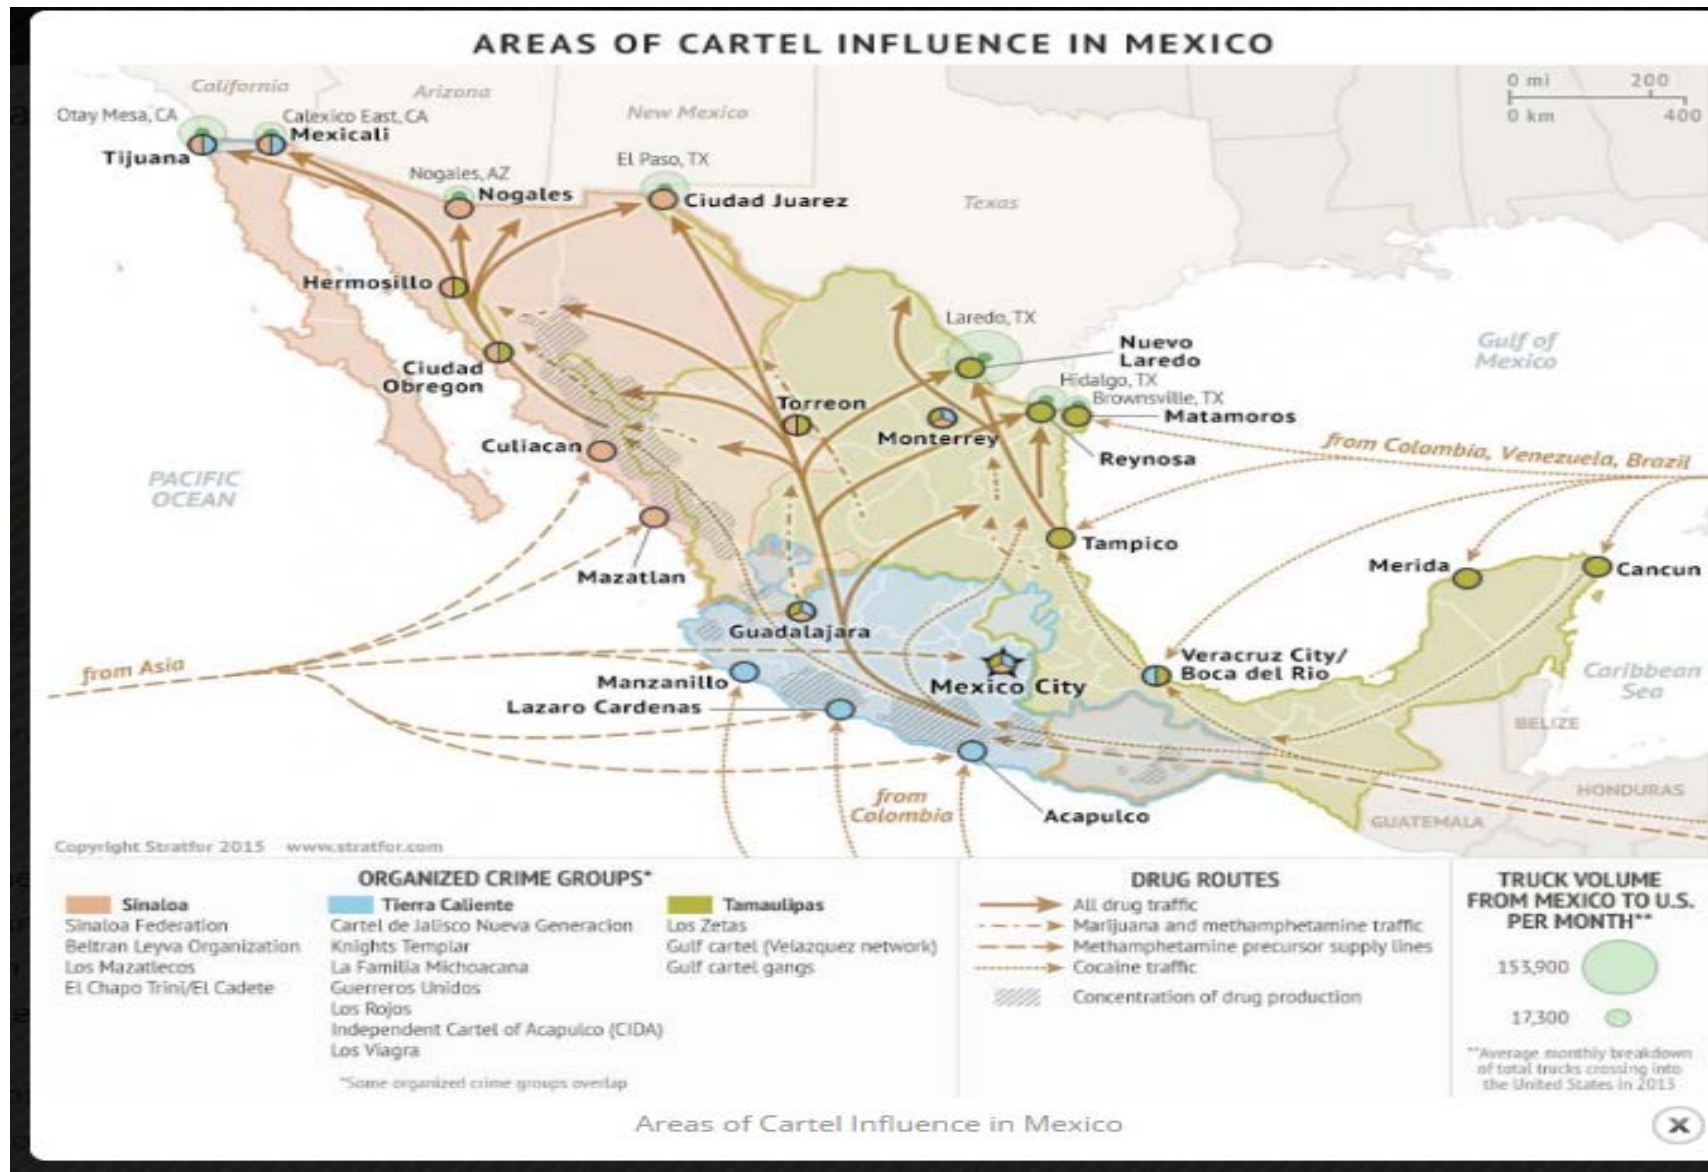 AREAS OF CARTEL INFLUENCE IN MEXICO
California
Arizona
New Mexico
Texas
0 mi 200
0 km 400
Otay Mesa, CA
Calexico East, CA
Mexicali
Tijuana
Nogales, AZ
Nogales
El Paso, TX
Ciudad Juarez
Hermosillo
Ciudad
Obregon
Culiacan
Mazatlan
Torreon
Monterrey
Laredo, TX
Nuevo
Laredo
Hidalgo, TX
Brownsville, TX
Matamoros
Reynosa
Gulf of
Mexico
from Colombia, Venezuela, Brazil
PACIFIC
OCEAN
Tampico
Merida
Cancun
Guadalajara
from Asia
Manzanillo
Lazaro Cardenas
Mexico City
Veracruz City/
Boca del Rio
Caribbean
Sea
BELIZE
HONDURAS
GUATEMALA
from
Colombia
Acapulco
Copyright Stratfor 2015 www.stratfor.com
ORGANIZED CRIME GROUPS*
Sinaloa
Sinaloa Federation
Beltran Leyva Organization
Los Mazatlecos
El Chapo Trini/El Cadete
Tierra Caliente
Cartel de Jalisco Nueva Generacion
Knights Templar
La Familia Michoacana
Guerreros Unidos
Los Rojos
Independent Cartel of Acapulco (CIDA)
Los Viagra
Tamaulipas
Los Zetas
Gulf cartel (Velazquez network)
Gulf cartel gangs
*Some organized crime groups overlap
DRUG ROUTES
All drug traffic
Marijuana and methamphetamine traffic
Methamphetamine precursor supply lines
Cocaine traffic
Concentration of drug production
TRUCK VOLUME
FROM MEXICO TO U.S.
PER MONTH**
153,900
17,300
**Average monthly breakdown
of total trucks crossing into
the United States in 2013
Areas of Cartel Influence in Mexico